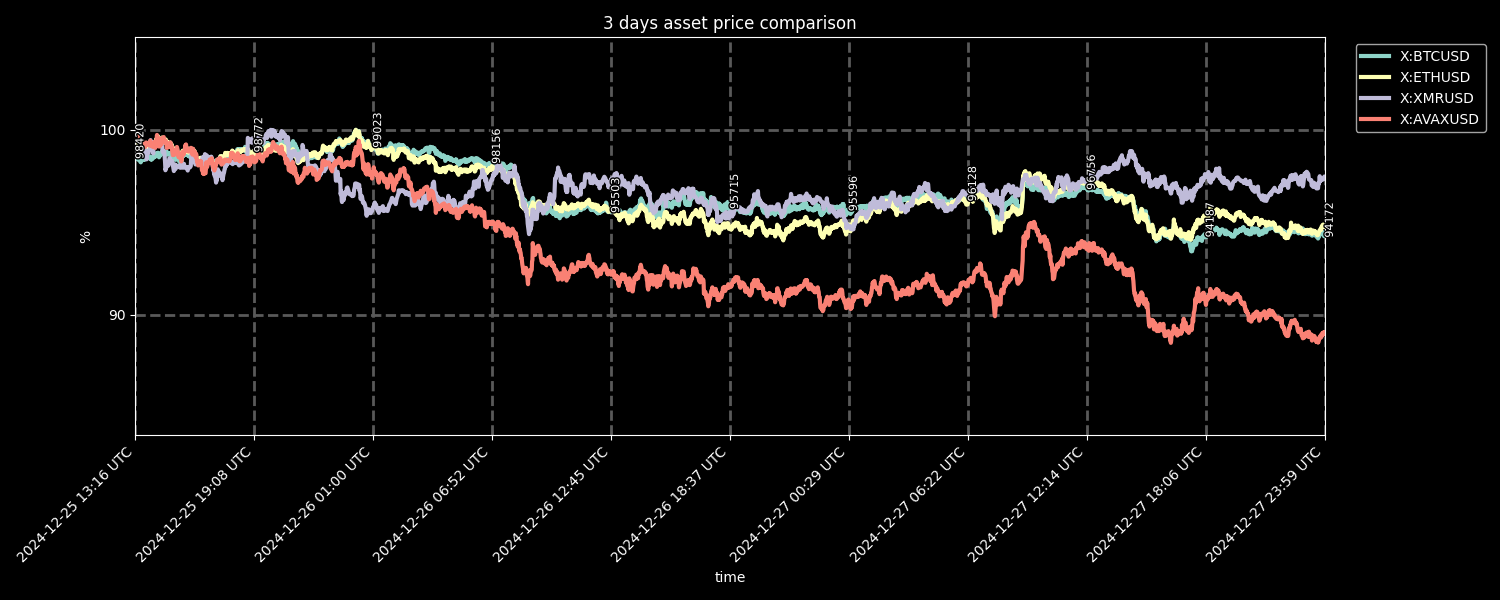 3 days asset price comparison
X:BTCUSD
X:ETHUSD
X:XMRUSD
X:AVAXUSD
100
90
%
98420
98772
99023
98156
95503
95715
95596
96128
96756
94187
94172
2024-12-25 13:16 UTC
2024-12-25 19:08 UTC
2024-12-26 01:00 UTC
2024-12-26 06:52 UTC
2024-12-26 12:45 UTC
2024-12-26 18:37 UTC
2024-12-27 00:29 UTC
2024-12-27 06:22 UTC
2024-12-27 12:14 UTC
2024-12-27 18:06 UTC
2024-12-27 23:59 UTC
time